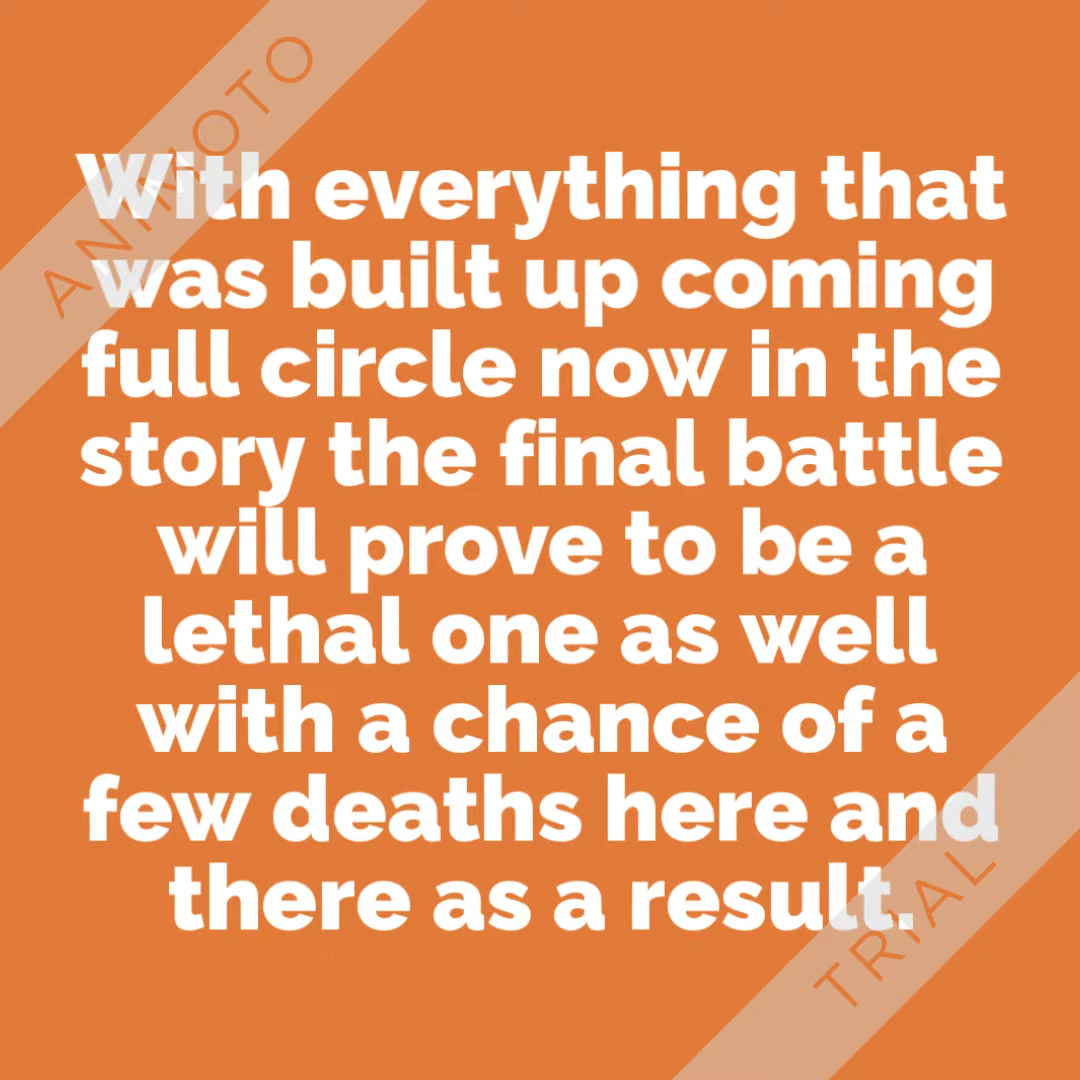 ANIMOTO
With everything that
was built up coming
full circle now in the
story the final battle
will prove to be a
lethal one as well
with a chance of a
few deaths here and
there as a result.
TRIAL